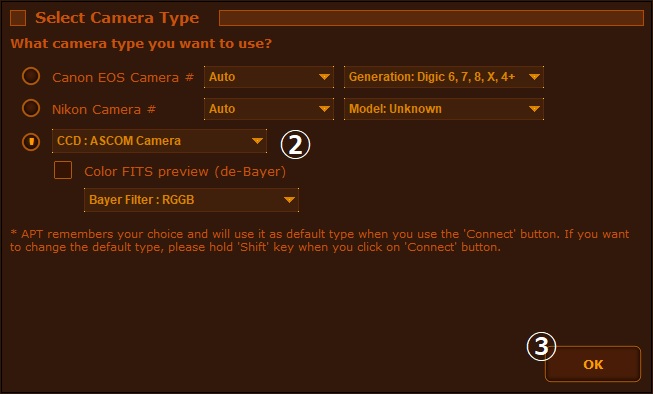 Select Camera Type
What camera type you want to use?
Canon EOS Camera # Auto Generation: Digic 6, 7, 8, X, 4+
Nikon Camera # Auto Model: Unknown
CCD : ASCOM Camera ②
Color FITS preview (de-Bayer)
Bayer Filter : RGGB
* APT remembers your choice and will use it as default type when you use the 'Connect' button. If you want
to change the default type, please hold 'Shift' key when you click on 'Connect' button.
③ OK